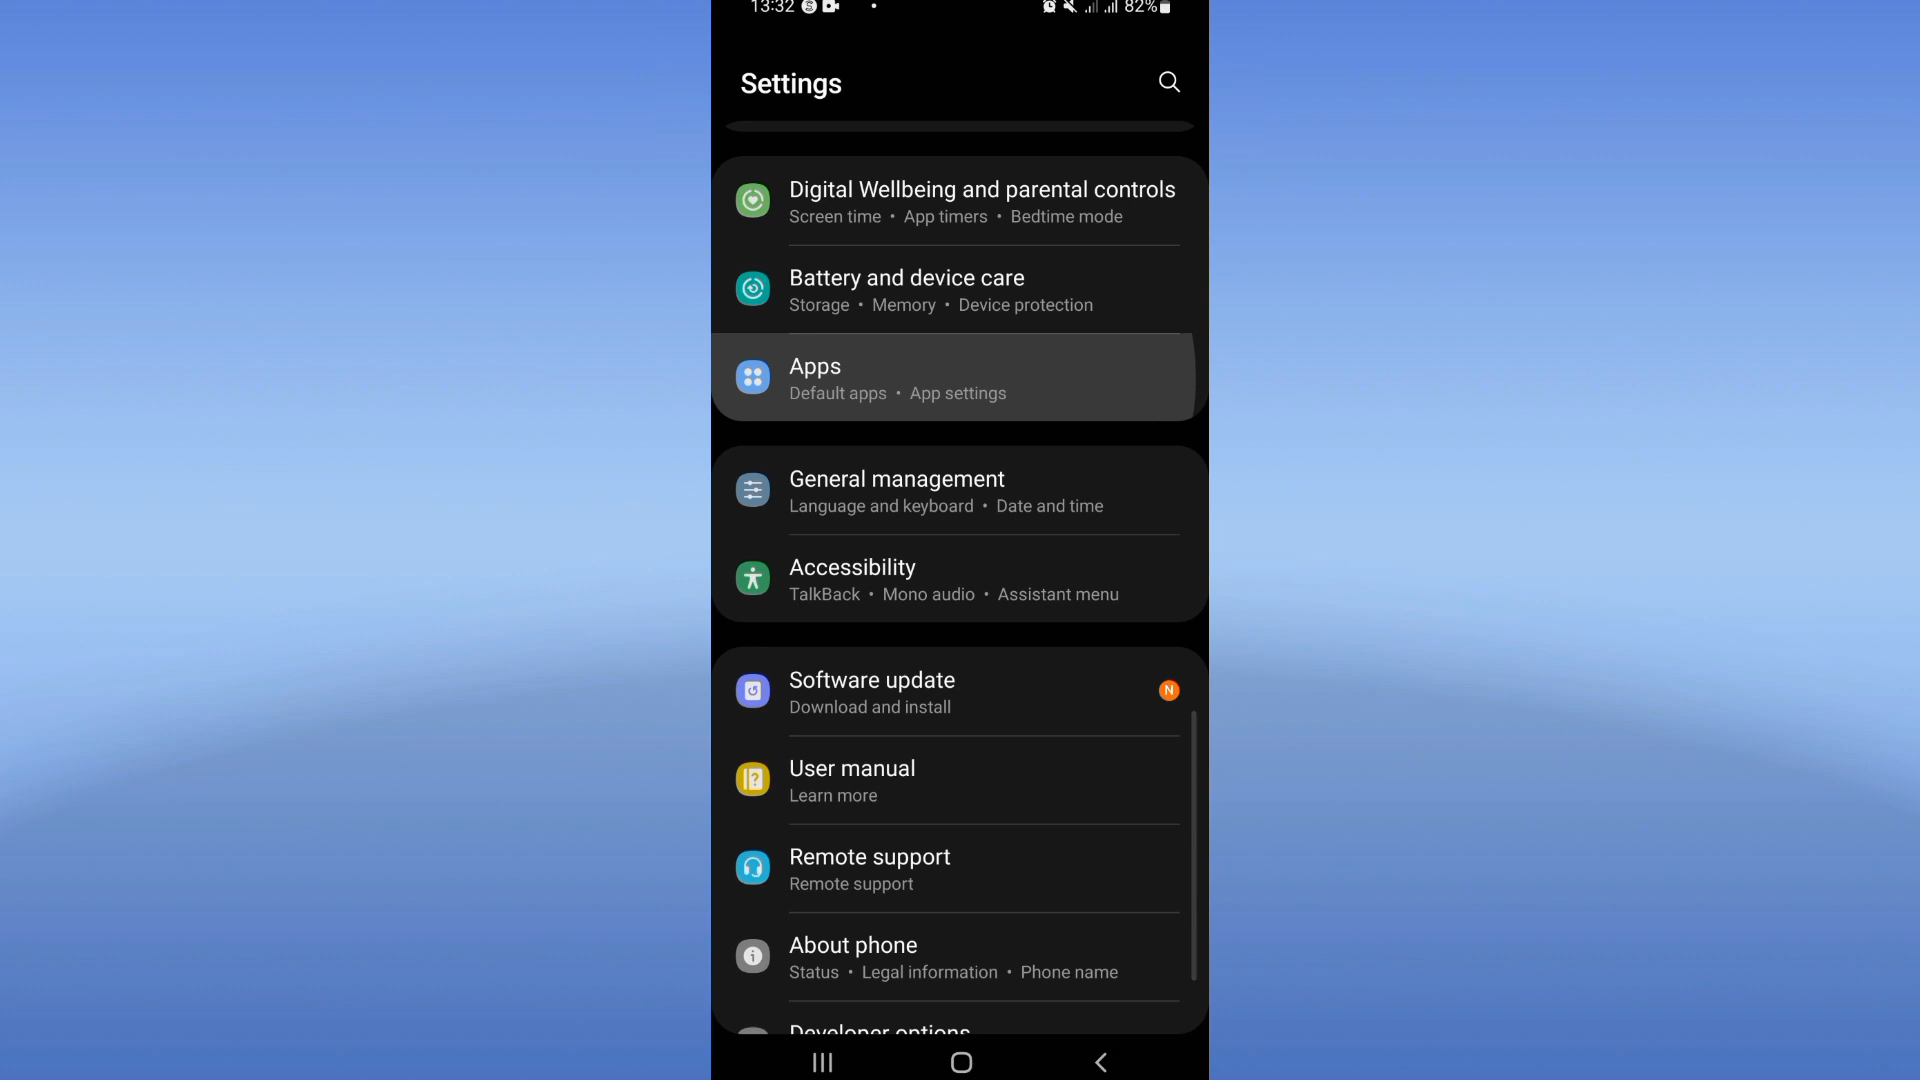 13:32 82%
Settings
Digital Wellbeing and parental controls
Screen time • App timers • Bedtime mode
Battery and device care
Storage • Memory • Device protection
Apps
Default apps • App settings
General management
Language and keyboard • Date and time
Accessibility
TalkBack • Mono audio • Assistant menu
Software update
N
Download and install
User manual
Learn more
Remote support
Remote support
About phone
Status • Legal information • Phone name
Developer options